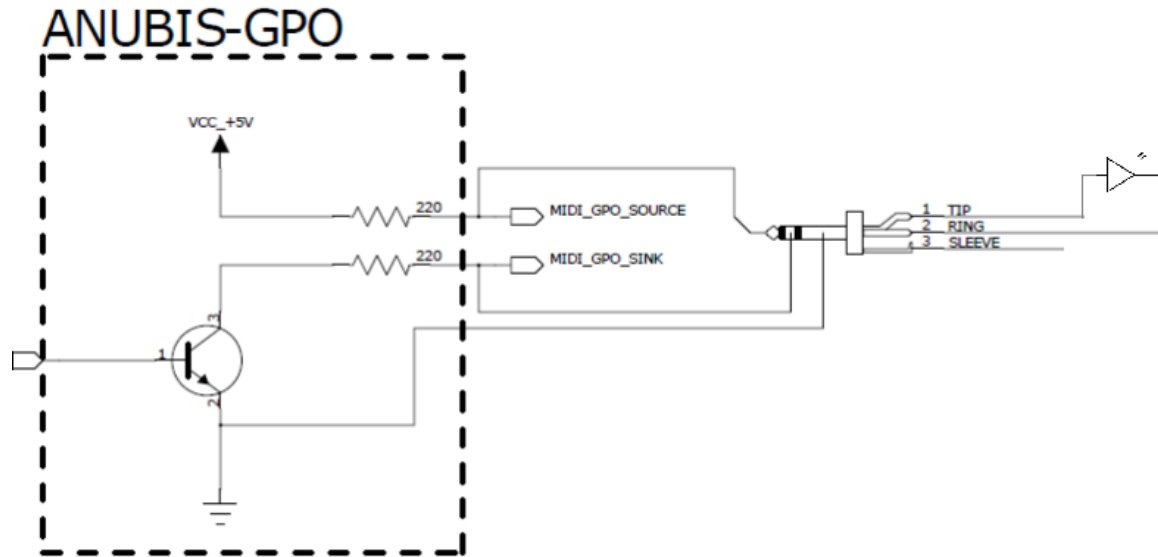 ANUBIS-GPO
VCC_+5V
220
MIDI_GPO_SOURCE
1 TIP
2 RING
3 SLEEVE
220
MIDI_GPO_SINK
3
1
2